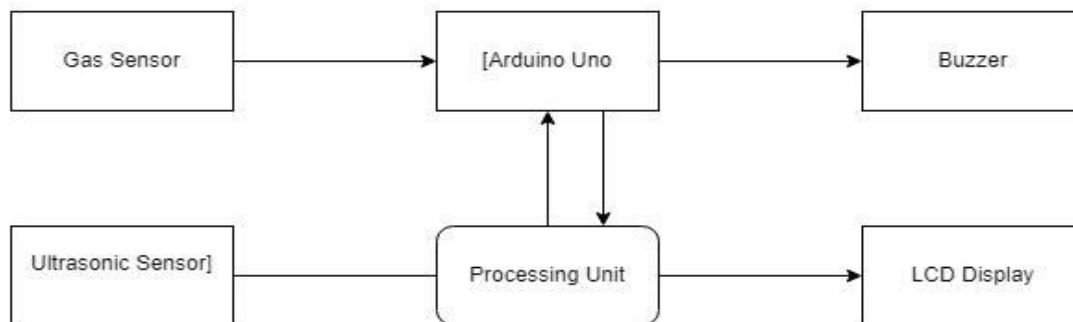 Gas Sensor
[Arduino Uno
Buzzer
Ultrasonic Sensor]
Processing Unit
LCD Display